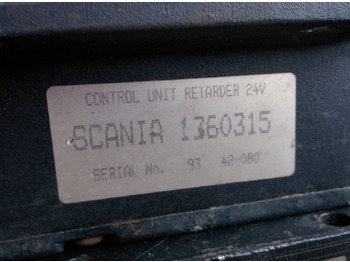 CONTROL UNIT RETARDER 24V
SCANIA 1360315
SERIAL No. 93 42-080